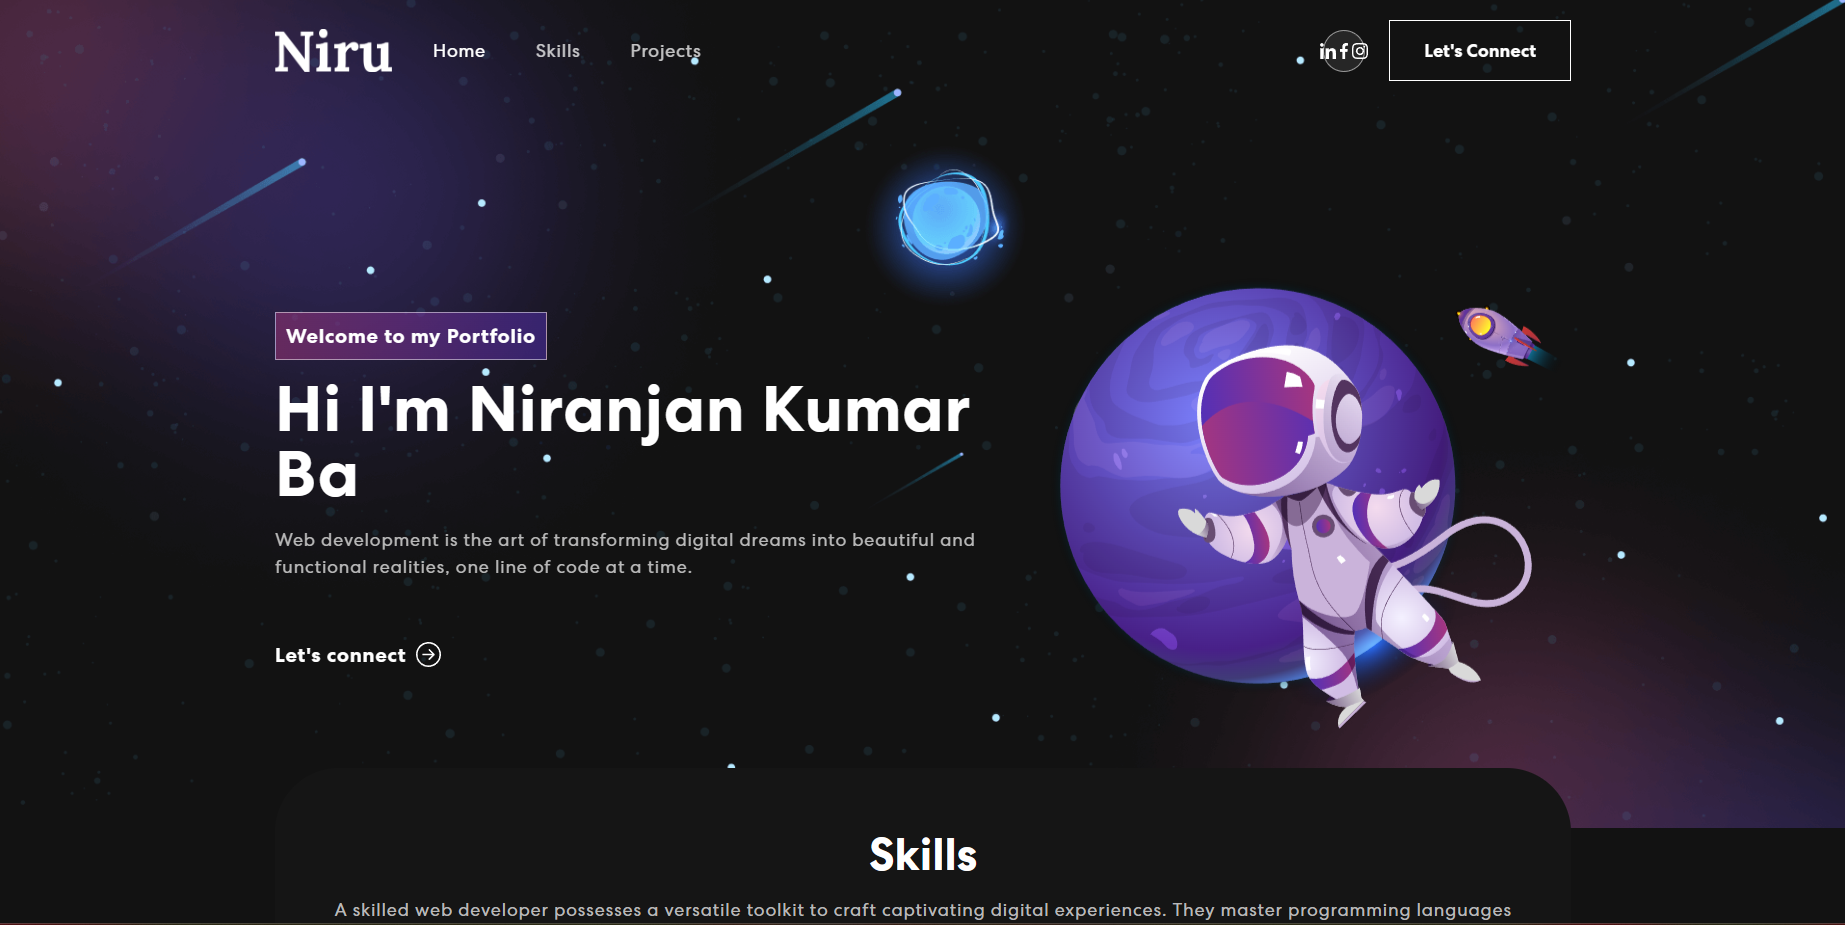 Niru Home Skills Projects in f Let's Connect
Welcome to my Portfolio
Hi I'm Niranjan Kumar
Ba
Web development is the art of transforming digital dreams into beautiful and
functional realities, one line of code at a time.
Let's connect
Skills
A skilled web developer possesses a versatile toolkit to craft captivating digital experiences. They master programming languages